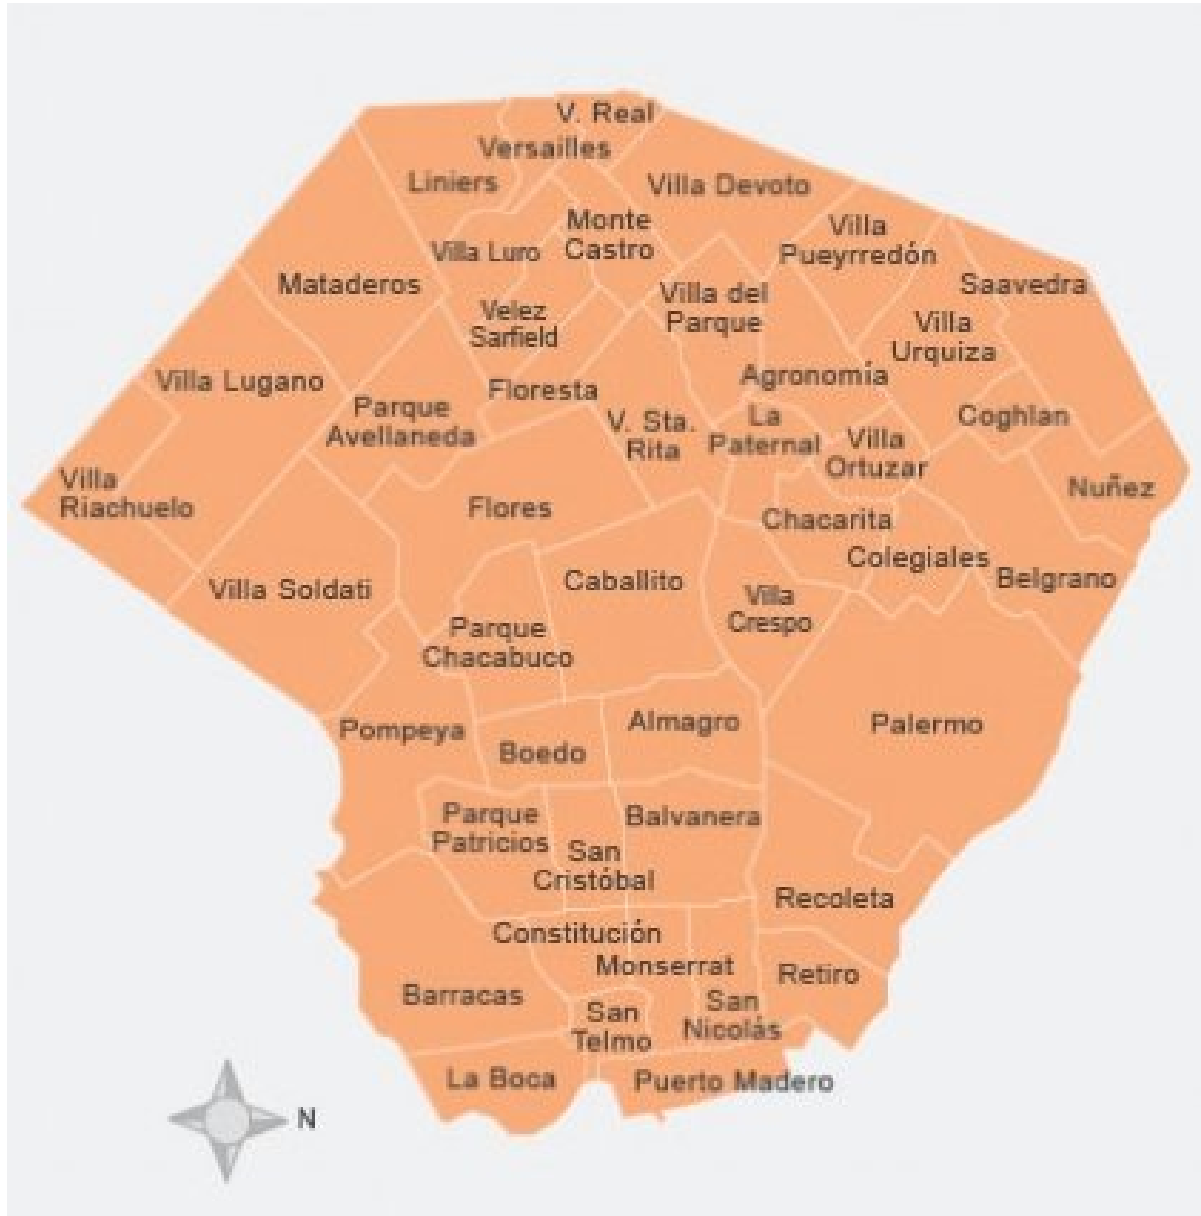 V. Real
Versailles
Liniers
Villa Devoto
Monte
Castro
Villa
Pueyrredón
Villa Luro
Mataderos
Saavedra
Villa del
Parque
Velez
Sarfield
Villa
Urquiza
Villa Lugano
Floresta
Agronomía
Parque
Avellaneda
V. Sta.
Rita
La
Paternal
Coghlan
Villa
Ortuzar
Villa
Riachuelo
Nuñez
Flores
Chacarita
Colegiales
Belgrano
Villa Soldati
Caballito
Villa
Crespo
Parque
Chacabuco
Pompeya
Almagro
Palermo
Boedo
Parque
Patricios
Balvanera
San
Cristóbal
Recoleta
Constitución
Monserrat
Retiro
Barracas
San
Nicolás
San
Telmo
La Boca
Puerto Madero
N